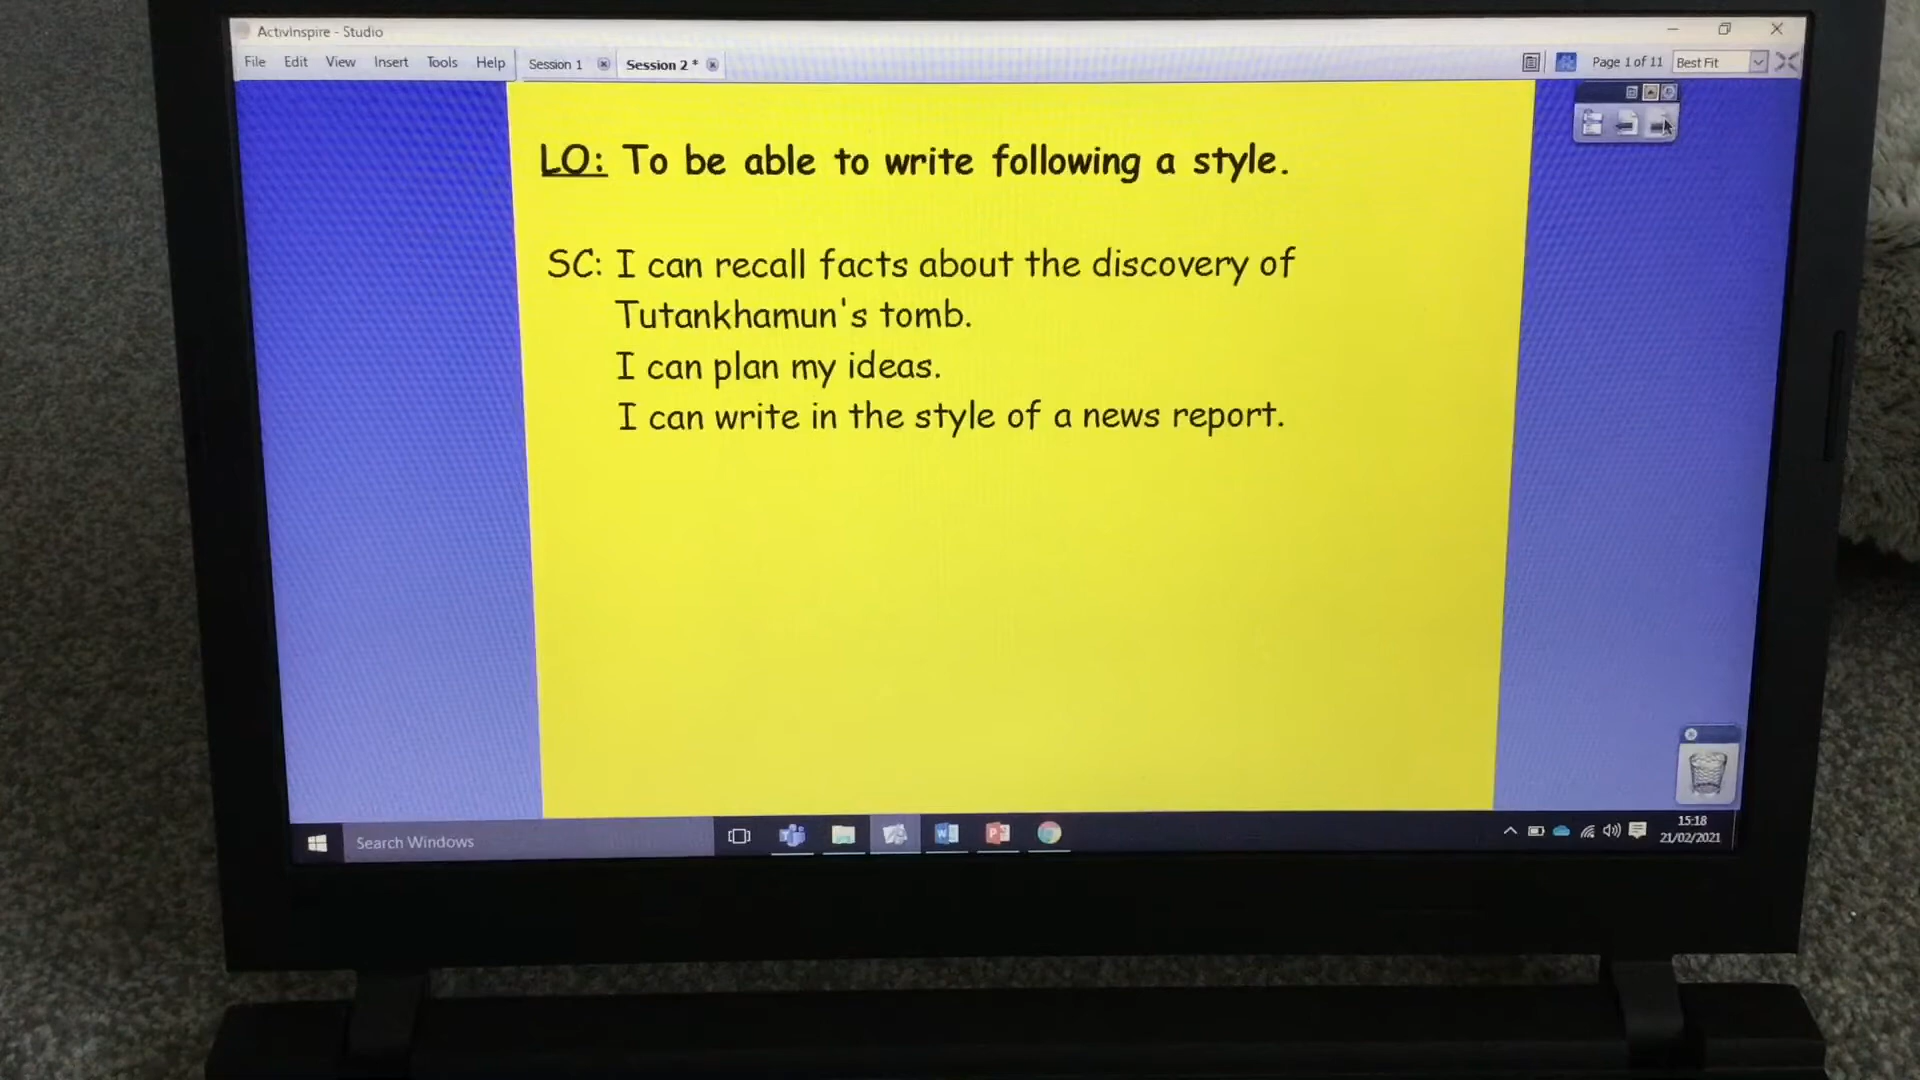 ActivInspire - Studio
File Edit View Insert Tools Help Session 1 Session 2 * Page 1 of 11 Best Fit
LO: To be able to write following a style.
SC: I can recall facts about the discovery of
Tutankhamun's tomb.
I can plan my ideas.
I can write in the style of a news report.
Search Windows
15:18
21/02/2021